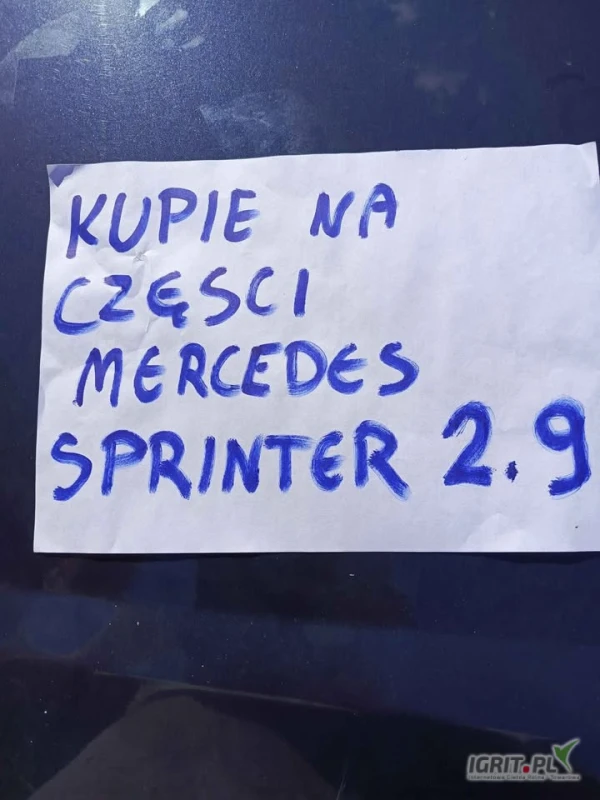 KUPIE NA
CZĘSCI
MERCEDES
SPRINTER 2.9
IGRIT.PL